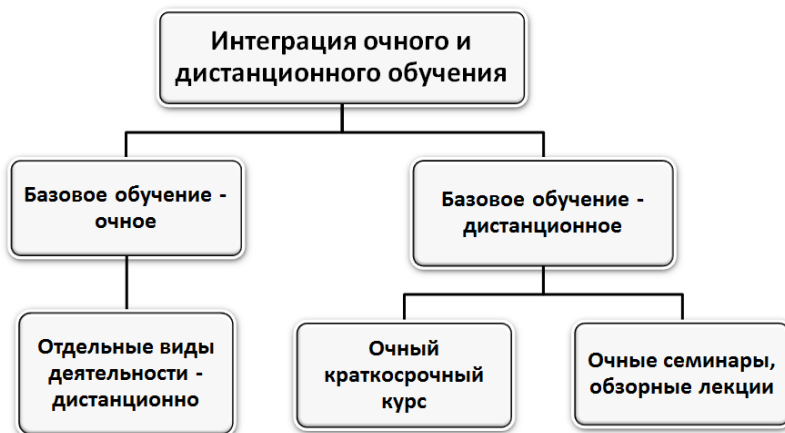 Интеграция очного и
дистанционного обучения
Базовое обучение -
очное
Базовое обучение -
дистанционное
Отдельные виды
деятельности -
дистанционно
Очный
краткосрочный
курс
Очные семинары,
обзорные лекции